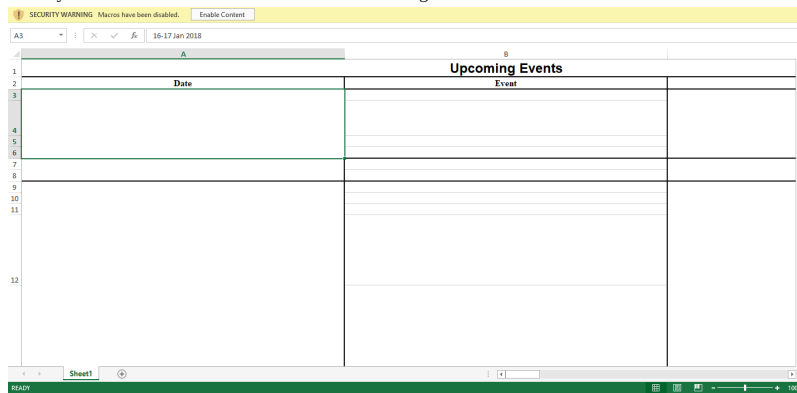 SECURITY WARNING Macros have been disabled. Enable Content
A3 fx 16-17 Jan 2018
A B
1 Upcoming Events
2 Date Event
3
4
5
6
7
8
9
10
11
12
Sheet1
READY 100